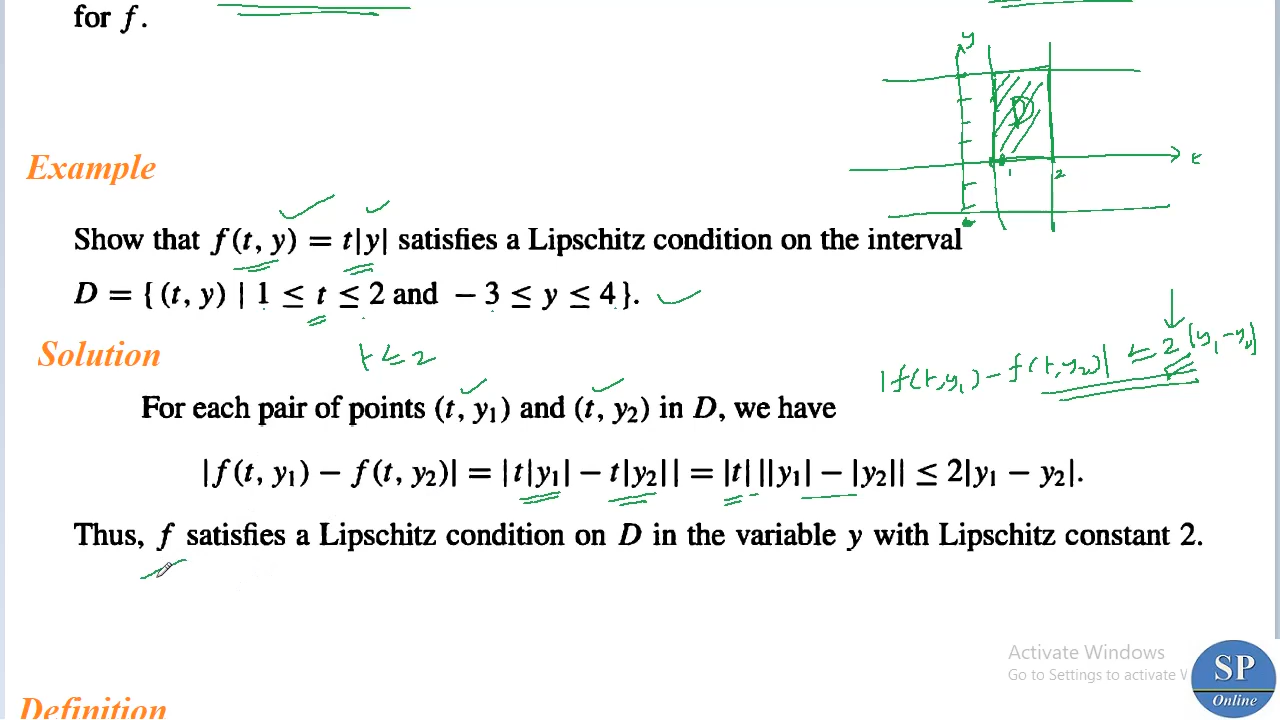 for f.
y
D
t
1
2
Example
Show that f(t, y) = t|y| satisfies a Lipschitz condition on the interval
D = { (t, y) | 1 ≤ t ≤ 2 and − 3 ≤ y ≤ 4 }.
Solution
t ≤ 2
|f(t,y₁) − f(t,y₂)| ≤ 2 |y₁ − y₂|
For each pair of points (t, y₁) and (t, y₂) in D, we have
|f(t, y₁) − f(t, y₂)| = |t|y₁| − t|y₂|| = |t| ||y₁| − |y₂|| ≤ 2|y₁ − y₂|.
Thus, f satisfies a Lipschitz condition on D in the variable y with Lipschitz constant 2.
Activate Windows
Go to Settings to activate
SP
Online
Definition